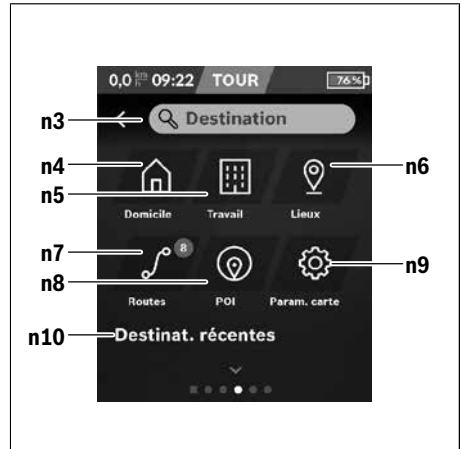 0,0 km/h 09:22 TOUR 76 %
n3 Destination
n4 n6
n5
Domicile Travail Lieux
n7 8
n8 n9
Routes POI Param. carte
n10 Destinat. récentes